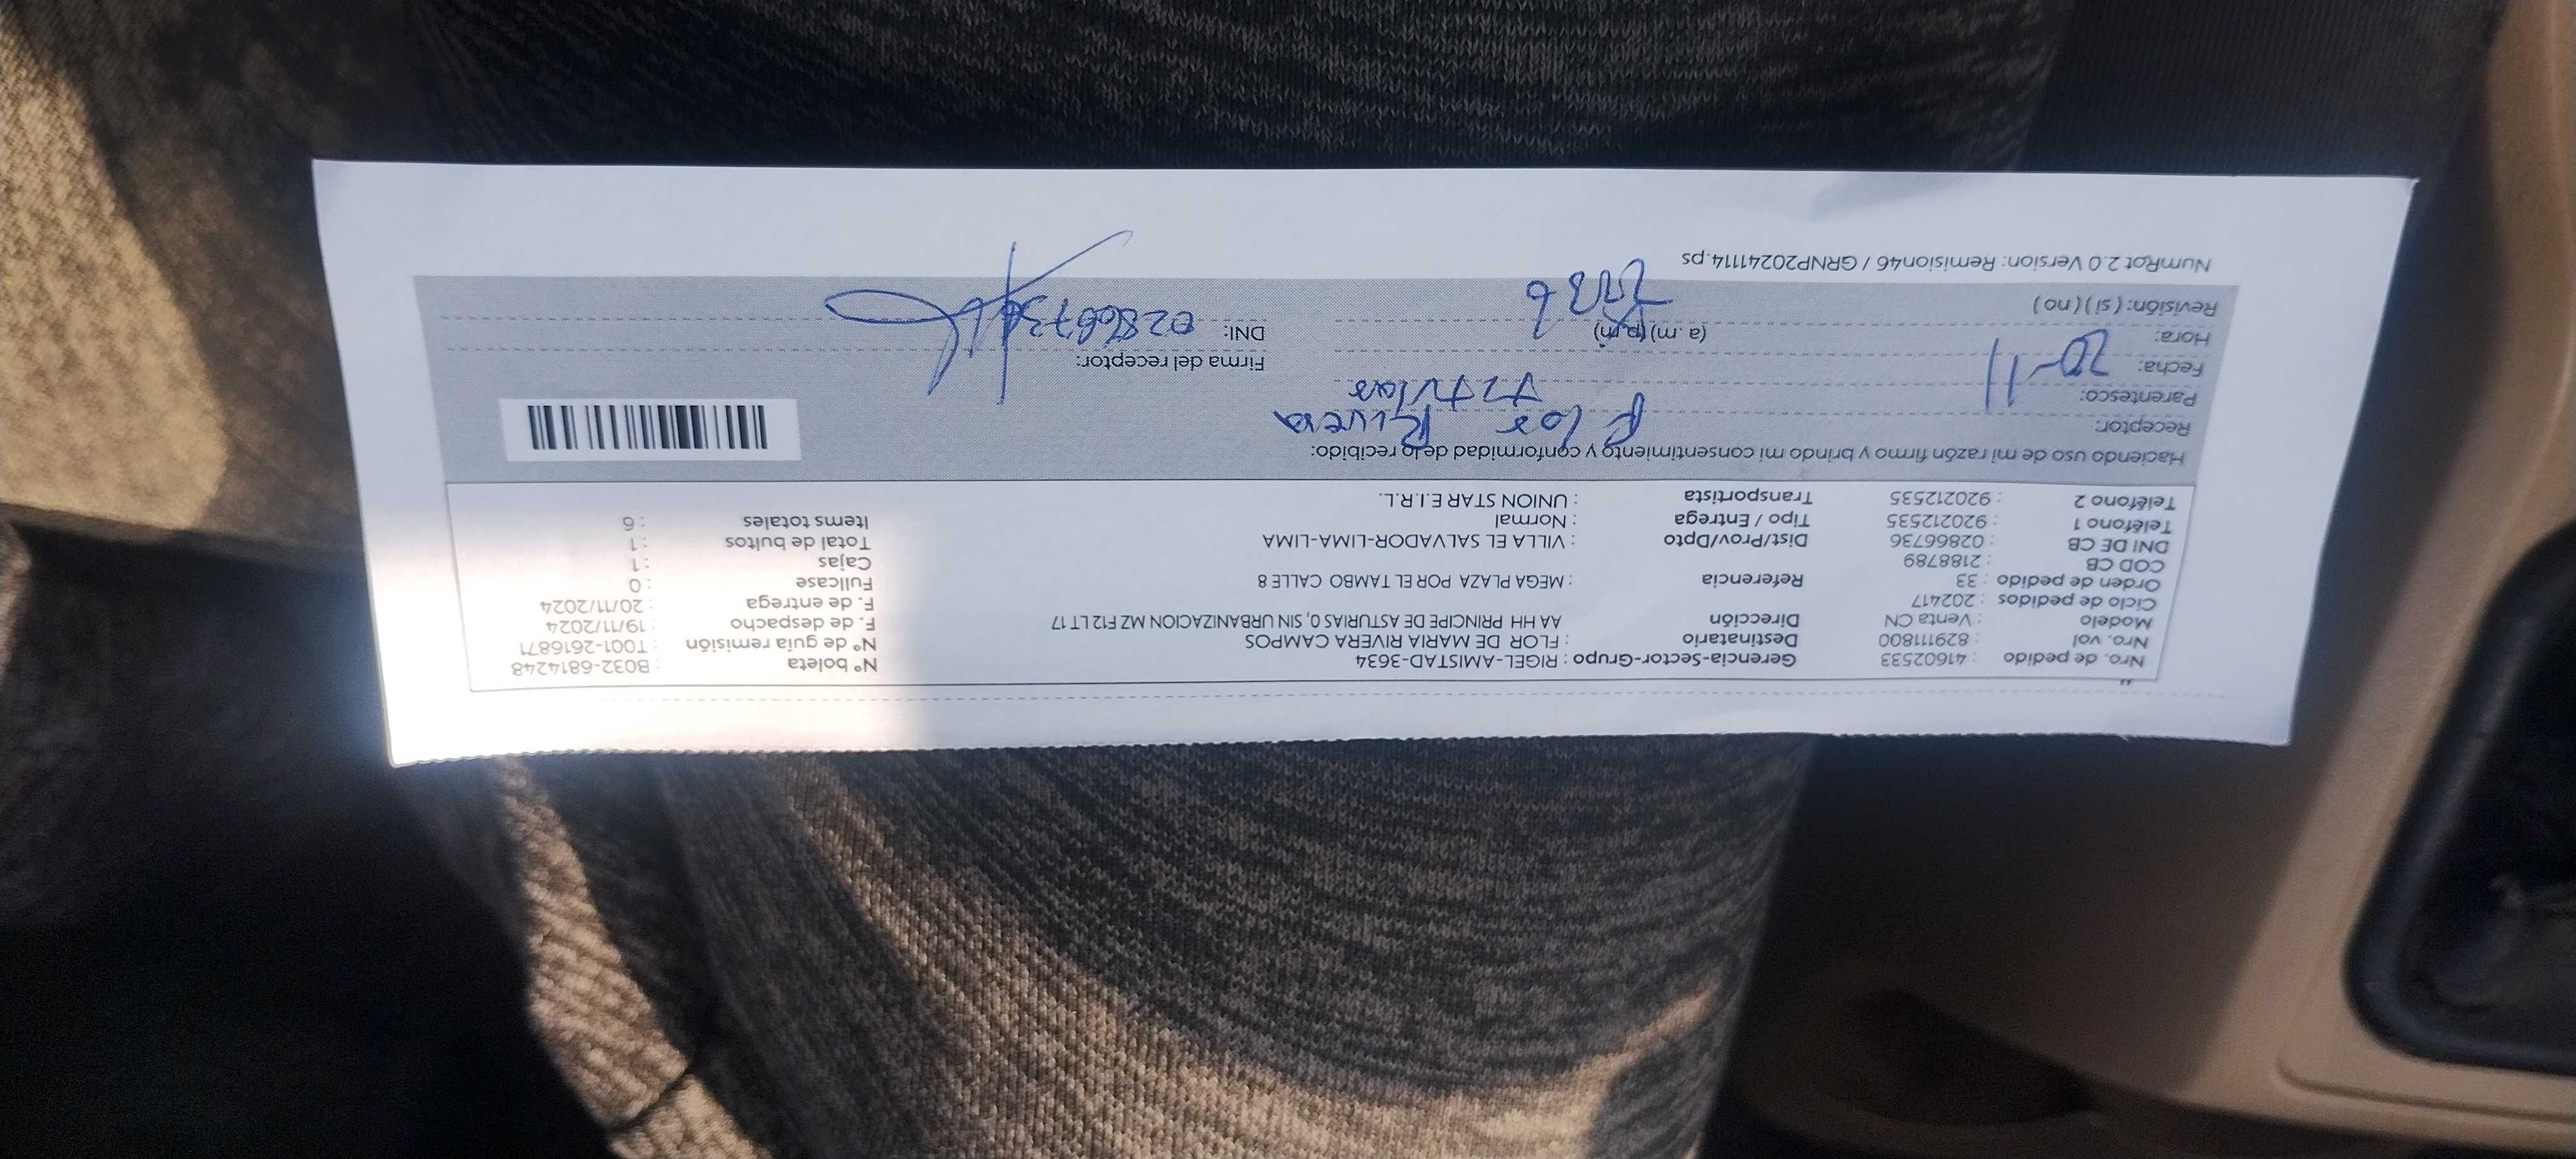 Nro. de pedido : 41602533 Gerencia-Sector-Grupo : RIGEL-AMISTAD-3634 N° boleta : B032-6814248
Nro. vol : 829111800 Destinatario : FLOR DE MARIA RIVERA CAMPOS N° de guía remisión : T001-2616871
Modelo : Venta CN Dirección AA HH PRINCIPE DE ASTURIAS 0, SIN URBANIZACION MZ F12 LT 17 F. de despacho : 19/11/2024
Ciclo de pedidos : 202417 F. de entrega : 20/11/2024
Orden de pedido : 33 Referencia : MEGA PLAZA POR EL TAMBO CALLE 8 Fullcase : 0
COD CB : 2188789 Cajas : 1
DNI DE CB : 02866736 Dist/Prov/Dpto : VILLA EL SALVADOR-LIMA-LIMA Total de bultos : 1
Teléfono 1 : 920212535 Tipo / Entrega : Normal Items totales : 6
Teléfono 2 : 920212535 Transportista : UNION STAR E.I.R.L.
Haciendo uso de mi razón firmo y brindo mi consentimiento y conformidad de lo recibido:
Receptor: Flor Rivera
Parentesco: titular
Fecha: 20-11 Firma del receptor:
Hora: (a.m) (p.m) DNI: 02866736
Revisión: (si) (no)
NumRot 2.0 Version: Remision46 / GRNP20241114.ps